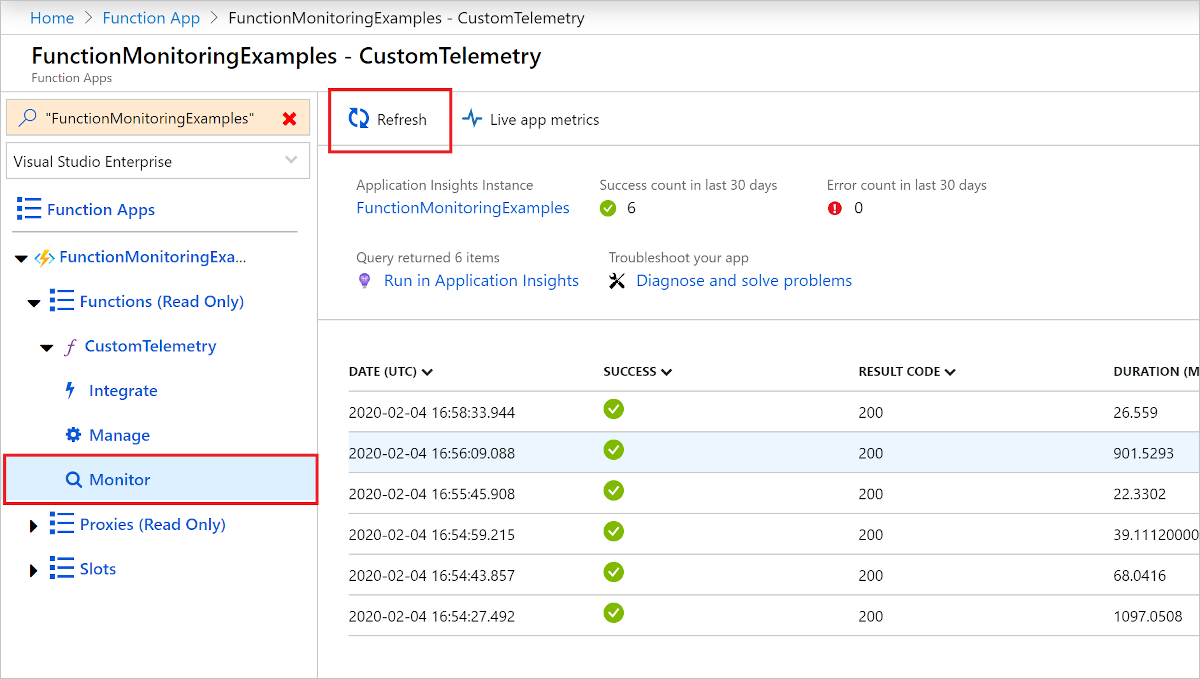 Home > Function App > FunctionMonitoringExamples - CustomTelemetry
FunctionMonitoringExamples - CustomTelemetry
Function Apps
"FunctionMonitoringExamples"
Visual Studio Enterprise
Function Apps
FunctionMonitoringExa...
Functions (Read Only)
CustomTelemetry
Integrate
Manage
Monitor
Proxies (Read Only)
Slots
Refresh Live app metrics
Application Insights Instance Success count in last 30 days Error count in last 30 days
FunctionMonitoringExamples 6 0
Query returned 6 items Troubleshoot your app
Run in Application Insights Diagnose and solve problems
DATE (UTC) SUCCESS RESULT CODE DURATION (M
2020-02-04 16:58:33.944 200 26.559
2020-02-04 16:56:09.088 200 901.5293
2020-02-04 16:55:45.908 200 22.3302
2020-02-04 16:54:59.215 200 39.11120000
2020-02-04 16:54:43.857 200 68.0416
2020-02-04 16:54:27.492 200 1097.0508